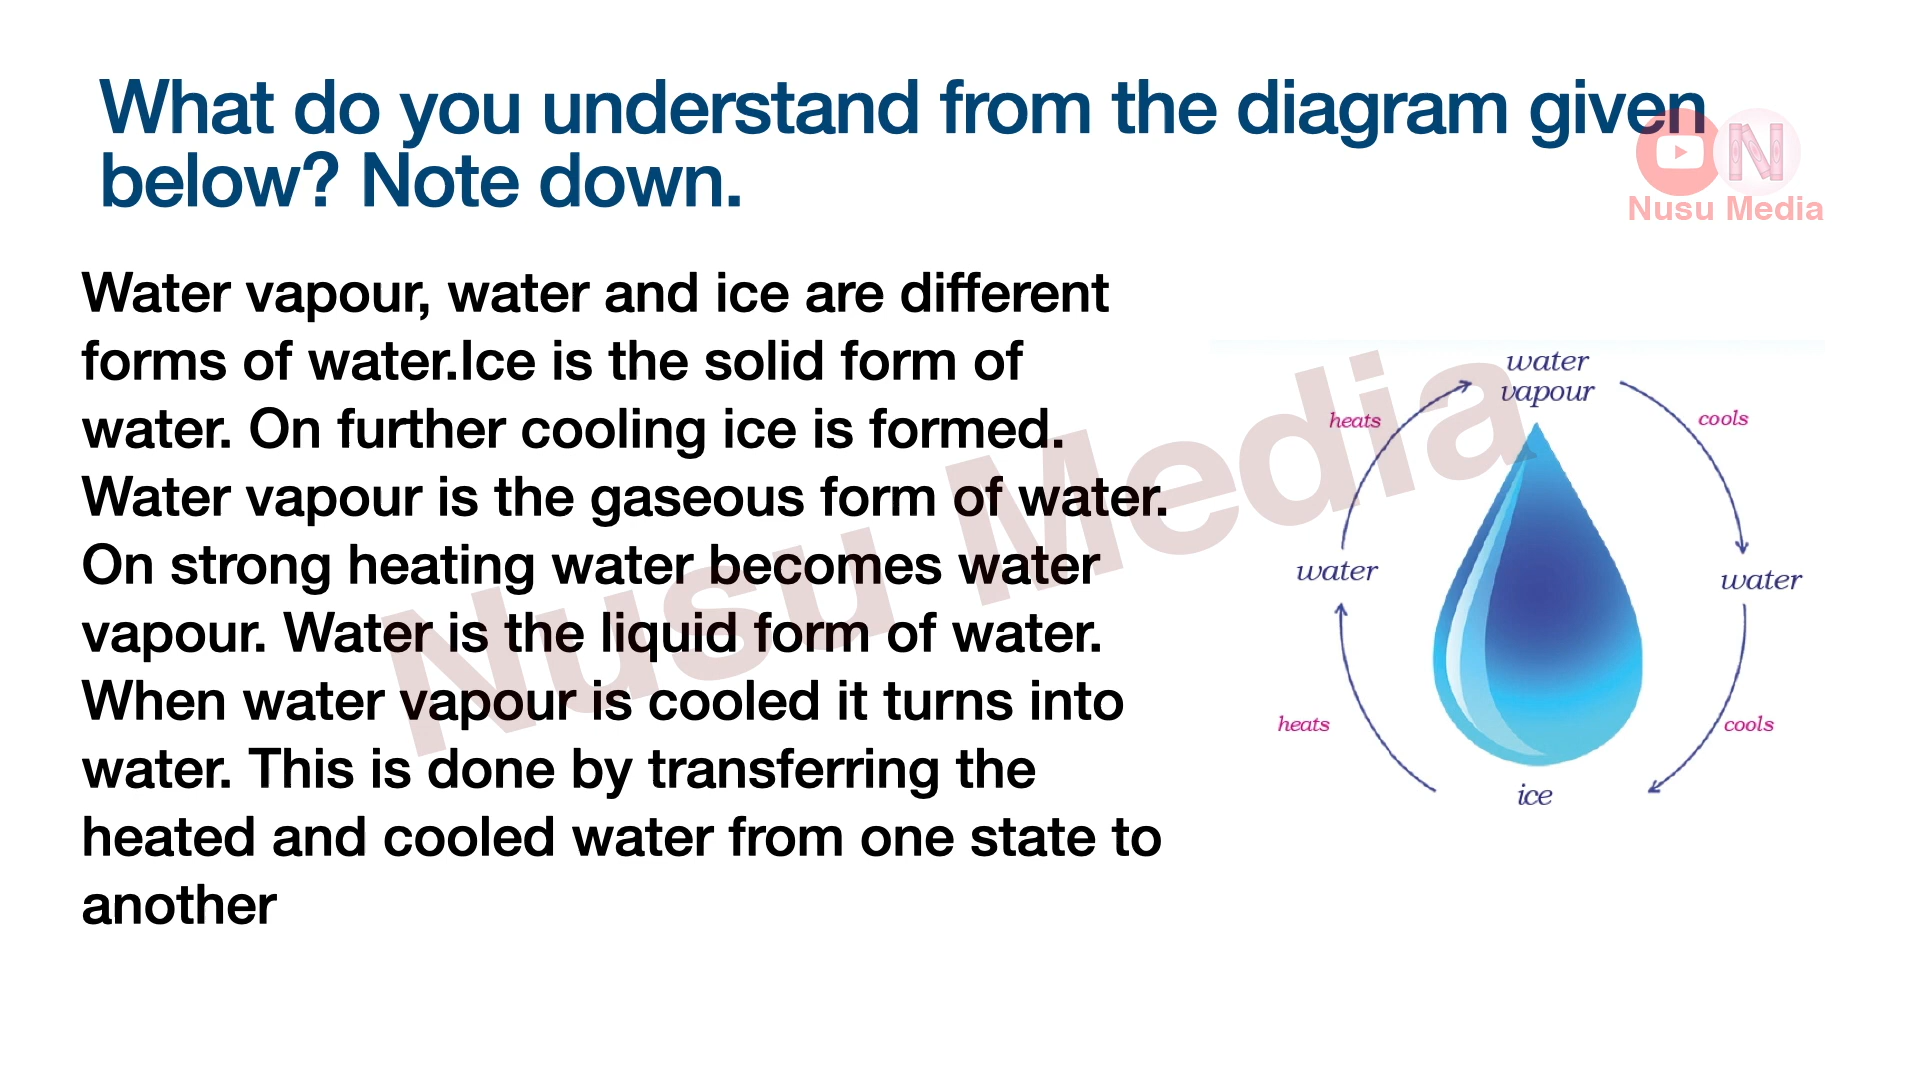 What do you understand from the diagram given
below? Note down.
Nusu Media
Water vapour, water and ice are different
forms of water.Ice is the solid form of
water. On further cooling ice is formed.
Water vapour is the gaseous form of water.
On strong heating water becomes water
vapour. Water is the liquid form of water.
When water vapour is cooled it turns into
water. This is done by transferring the
heated and cooled water from one state to
another
Nusu Media
water
vapour
heats
cools
water
water
heats
cools
ice